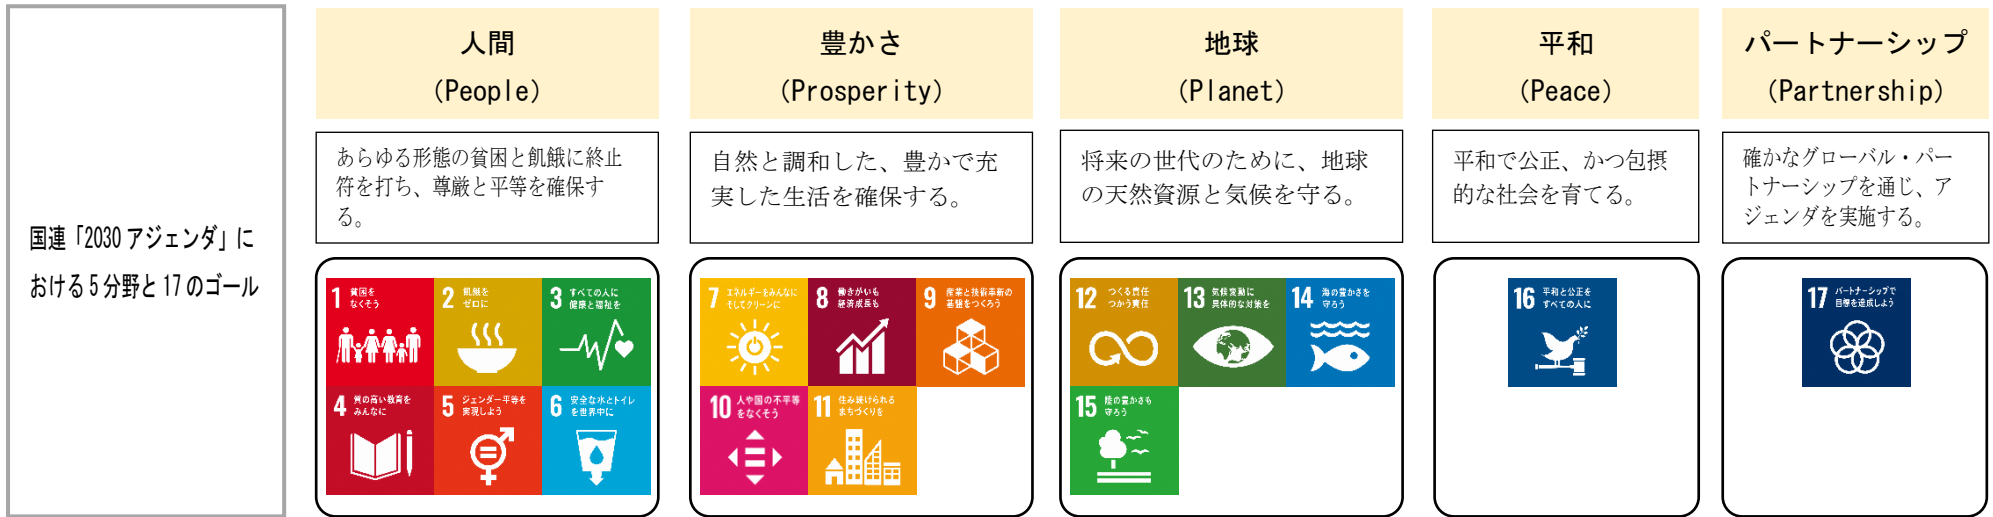 国連「2030 アジェンダ」に
おける 5 分野と 17 のゴール
人間
（People）
あらゆる形態の貧困と飢餓に終止
符を打ち、尊厳と平等を確保す
る。
1 貧困を
なくそう
2 飢餓を
ゼロに
3 すべての人に
健康と福祉を
4 質の高い教育を
みんなに
5 ジェンダー平等を
実現しよう
6 安全な水とトイレ
を世界中に
豊かさ
（Prosperity）
自然と調和した、豊かで充
実した生活を確保する。
7 エネルギーをみんなに
そしてクリーンに
8 働きがいも
経済成長も
9 産業と技術革新の
基盤をつくろう
10 人や国の不平等
をなくそう
11 住み続けられる
まちづくりを
地球
（Planet）
将来の世代のために、地球
の天然資源と気候を守る。
12 つくる責任
つかう責任
13 気候変動に
具体的な対策を
14 海の豊かさを
守ろう
15 陸の豊かさも
守ろう
平和
（Peace）
平和で公正、かつ包摂
的な社会を育てる。
16 平和と公正を
すべての人に
パートナーシップ
（Partnership）
確かなグローバル・パー
トナーシップを通じ、ア
ジェンダを実施する。
17 パートナーシップで
目標を達成しよう